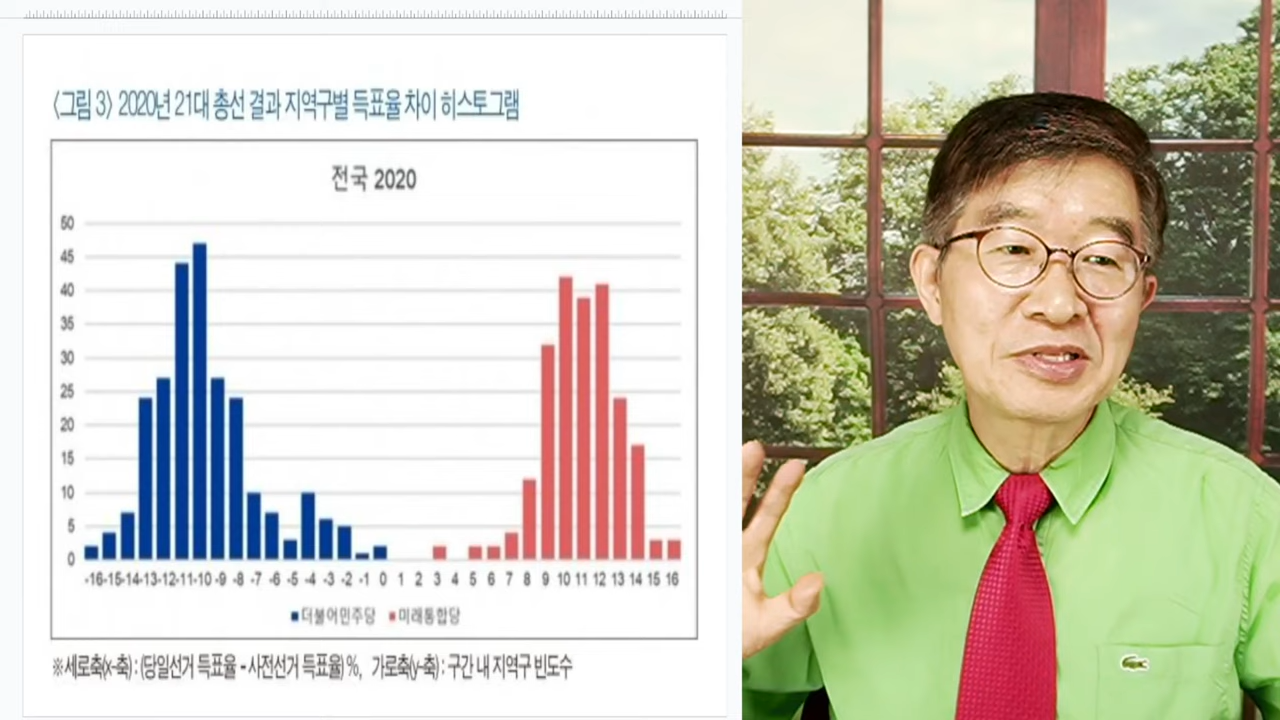 〈그림 3〉 2020년 21대 총선 결과 지역구별 득표율 차이 히스토그램
전국 2020
50
45
40
35
30
25
20
15
10
5
0
-16 -15 -14 -13 -12 -11 -10 -9 -8 -7 -6 -5 -4 -3 -2 -1 0 1 2 3 4 5 6 7 8 9 10 11 12 13 14 15 16
■더불어민주당 ■미래통합당
※세로축(x-축) : (당일선거 득표율 - 사전선거 득표율) %, 가로축(y-축) : 구간 내 지역구 빈도수